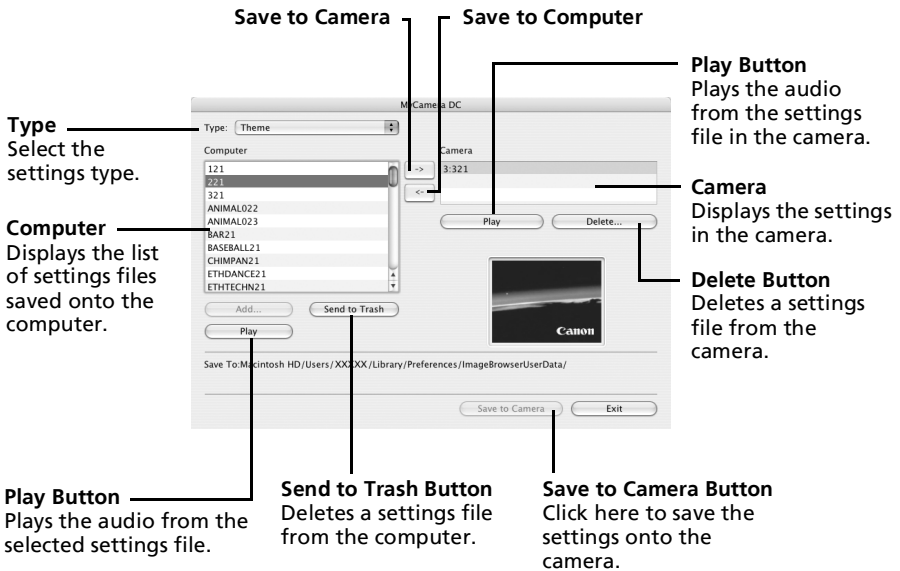 Save to Camera
Save to Computer
Play Button
Plays the audio
from the settings
file in the camera.
Type
Select the
settings type.
MyCamera DC
Type: Theme
Computer
Camera
121
221
321
ANIMAL022
ANIMAL023
BAR21
BASEBALL21
CHIMPAN21
ETHDANCE21
ETHTECHN21
->
<-
3:321
Play
Delete...
Camera
Displays the settings
in the camera.
Computer
Displays the list
of settings files
saved onto the
computer.
Delete Button
Deletes a settings
file from the
camera.
Add...
Send to Trash
Play
Canon
Save To:Macintosh HD/Users/XXXXX/Library/Preferences/ImageBrowserUserData/
Save to Camera
Exit
Play Button
Plays the audio from the
selected settings file.
Send to Trash Button
Deletes a settings file
from the computer.
Save to Camera Button
Click here to save the
settings onto the
camera.